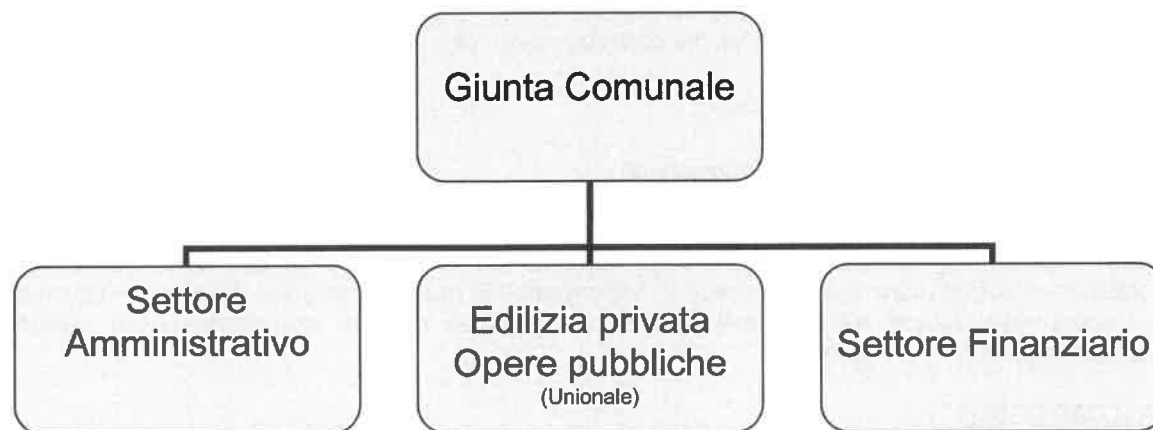 Giunta Comunale
Settore
Amministrativo
Edilizia privata
Opere pubbliche
(Unionale)
Settore Finanziario